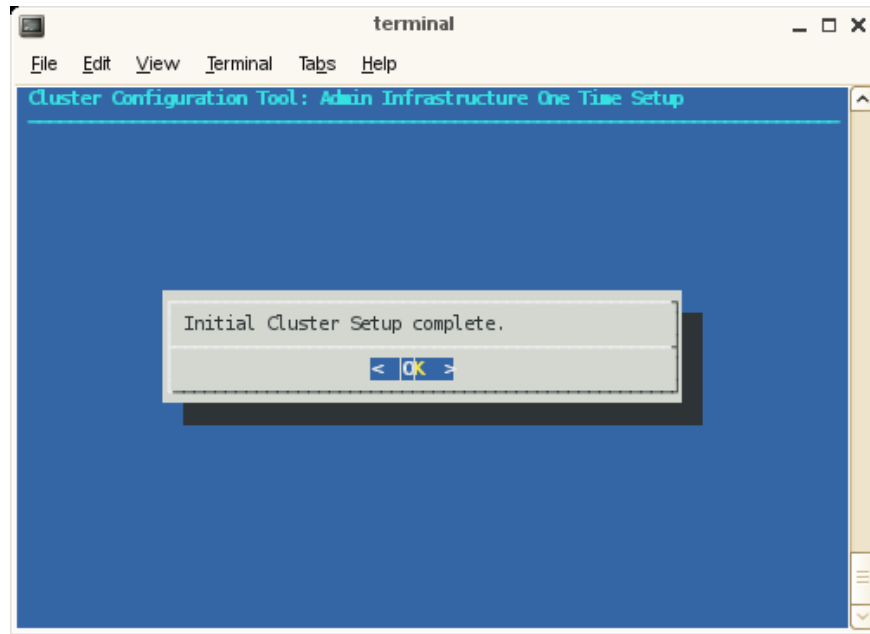 terminal
File Edit View Terminal Tabs Help
Cluster Configuration Tool: Admin Infrastructure One Time Setup
Initial Cluster Setup complete.
< OK >